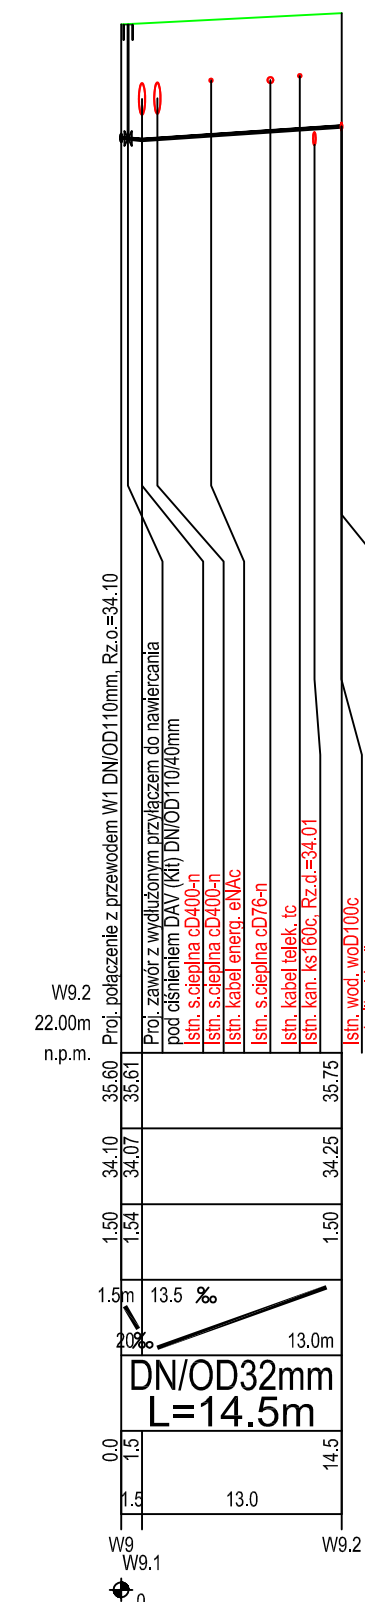 Proj. połączenie z przewodem W1 DN/OD110mm, Rz.o.=34.10
Proj. zawór z wydłużonym przyłączem do nawiercania
pod ciśnieniem DAV (Kit) DN/OD110/40mm
Istn. s.cieplna cD400-n
Istn. s.cieplna cD400-n
Istn. kabel energ. eNAc
Istn. s.cieplna cD76-n
Istn. kabel telek. tc
Istn. kan. ks160c, Rz.d.=34.01
Istn. wod. woD100c
W9.2
22.00m
n.p.m.
35.60 35.61 35.75
34.10 34.07 34.25
1.50 1.54 1.50
1.5m 13.5 ‰
20‰ 13.0m
DN/OD32mm
L=14.5m
0.0 1.5 14.5
1.5 13.0
W9 W9.2
W9.1
0